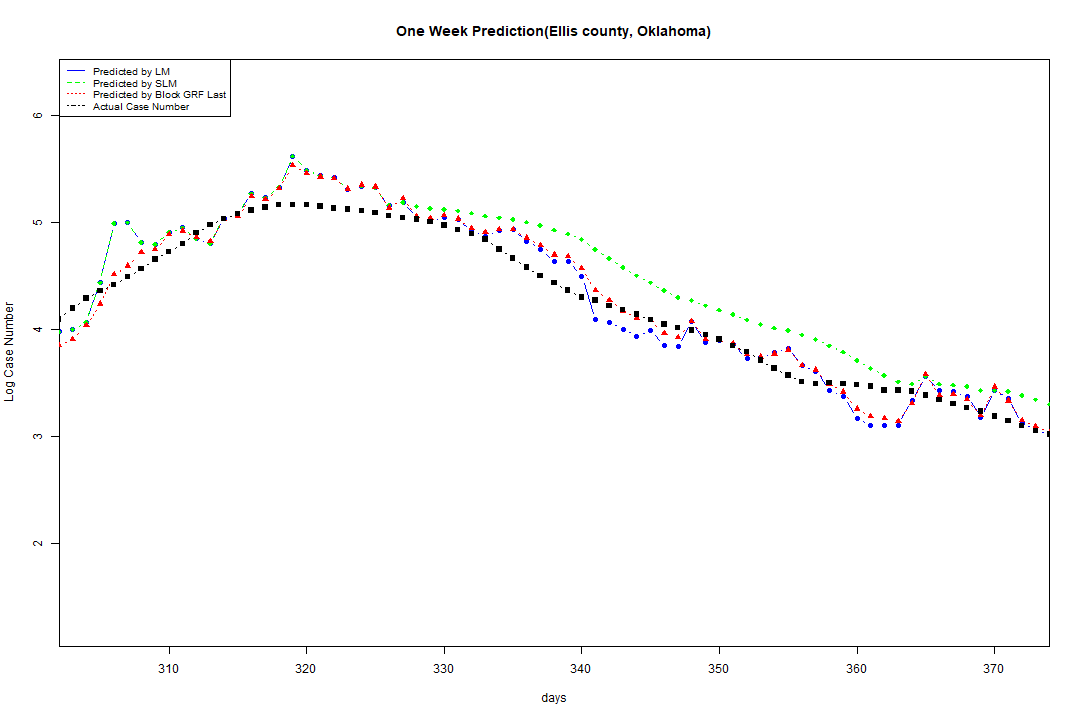 One Week Prediction(Ellis county, Oklahoma)
Predicted by LM
Predicted by SLM
Predicted by Block GRF Last
Actual Case Number
6
5
4
3
2
Log Case Number
310 320 330 340 350 360 370
days